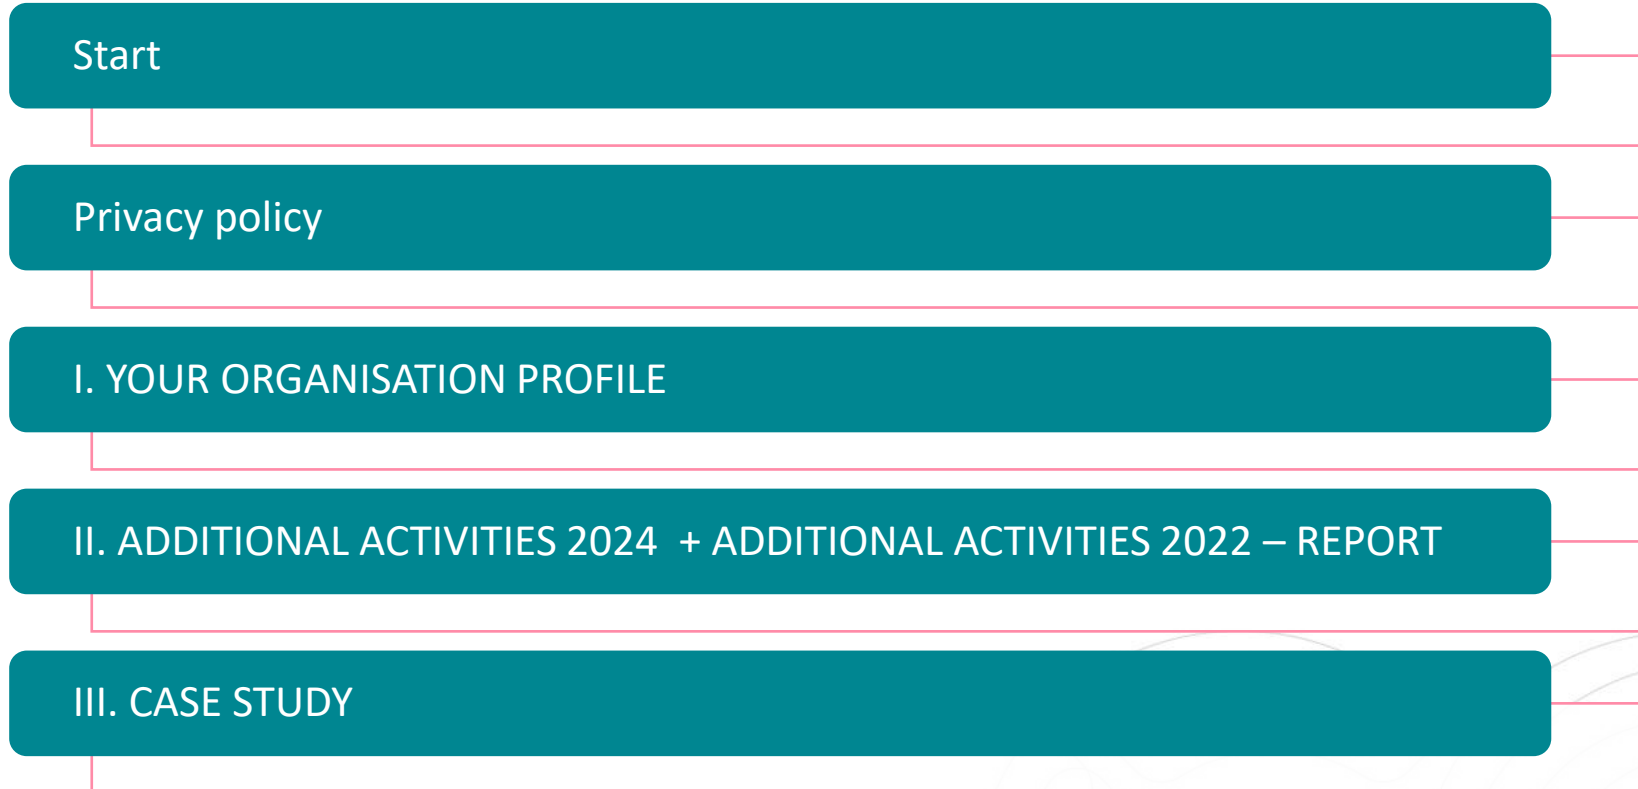 Start
Privacy policy
I. YOUR ORGANISATION PROFILE
II. ADDITIONAL ACTIVITIES 2024  + ADDITIONAL ACTIVITIES 2022 – REPORT
III. CASE STUDY